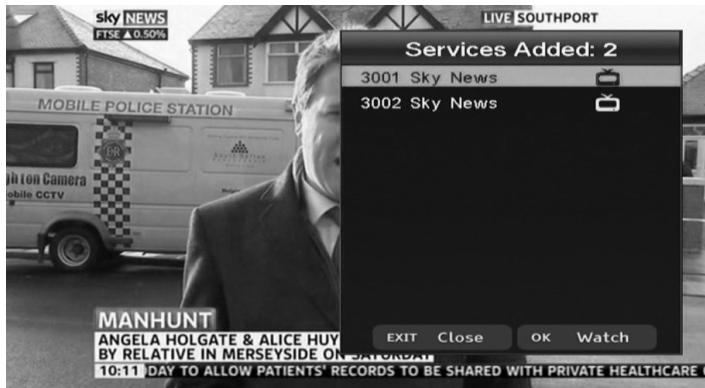 sky NEWS
LIVE SOUTHPORT
FTSE ▲0.50%
Services Added: 2
3001 Sky News
3002 Sky News
MOBILE POLICE STATION
ER
Camera
obile CCTV
MANHUNT
ANGELA HOLGATE & ALICE HUY
BY RELATIVE IN MERSEYSIDE ON SATURDAY
EXIT Close
OK Watch
10:11 DAY TO ALLOW PATIENTS' RECORDS TO BE SHARED WITH PRIVATE HEALTHCARE